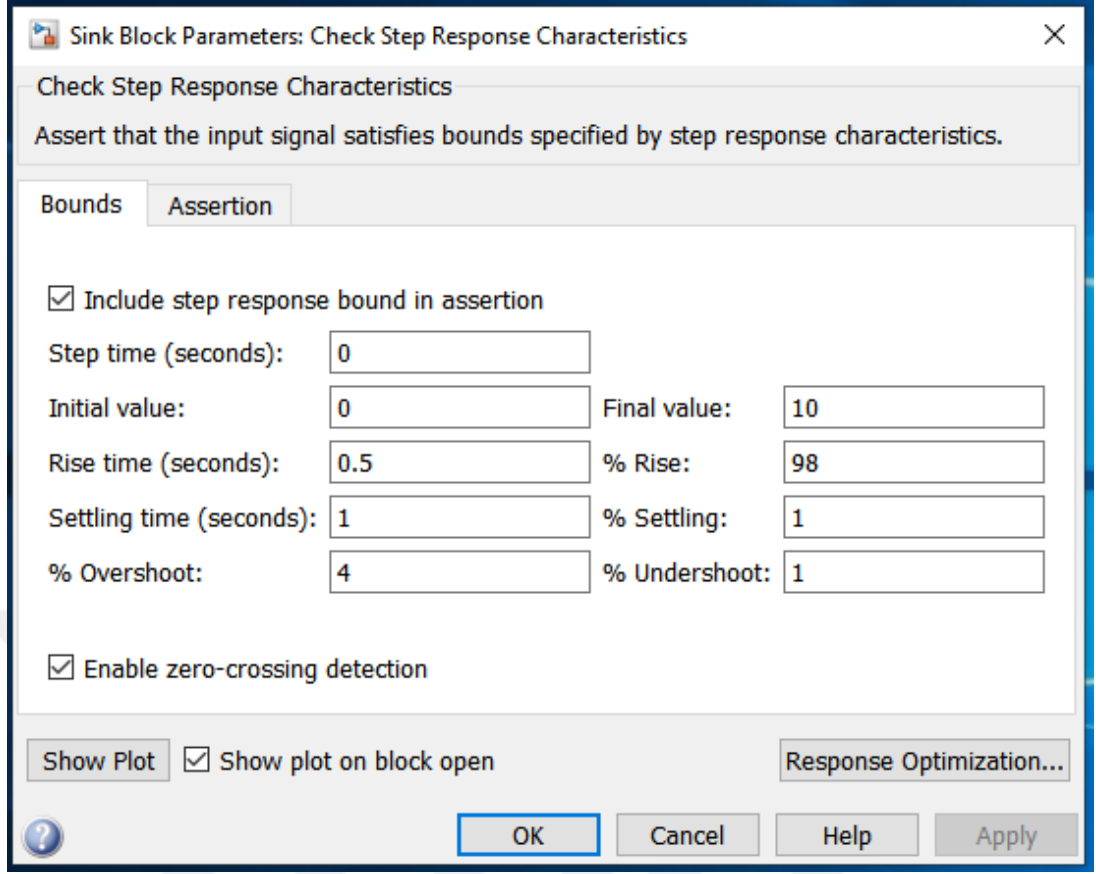 Sink Block Parameters: Check Step Response Characteristics
Check Step Response Characteristics
Assert that the input signal satisfies bounds specified by step response characteristics.
Bounds Assertion
Include step response bound in assertion
Step time (seconds): 0
Initial value: 0 Final value: 10
Rise time (seconds): 0.5 % Rise: 98
Settling time (seconds): 1 % Settling: 1
% Overshoot: 4 % Undershoot: 1
Enable zero-crossing detection
Show Plot Show plot on block open Response Optimization...
? OK Cancel Help Apply